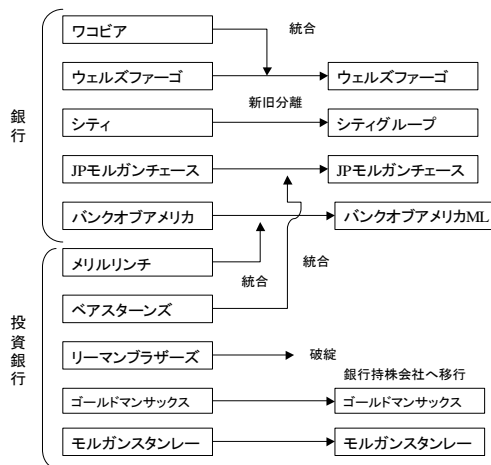 銀行
ワコビア
統合
ウェルズファーゴ
ウェルズファーゴ
新旧分離
シティ
シティグループ
JPモルガンチェース
JPモルガンチェース
バンクオブアメリカ
バンクオブアメリカML
投資銀行
メリルリンチ
統合
統合
ベアスターンズ
リーマンブラザーズ
破綻
銀行持株会社へ移行
ゴールドマンサックス
ゴールドマンサックス
モルガンスタンレー
モルガンスタンレー